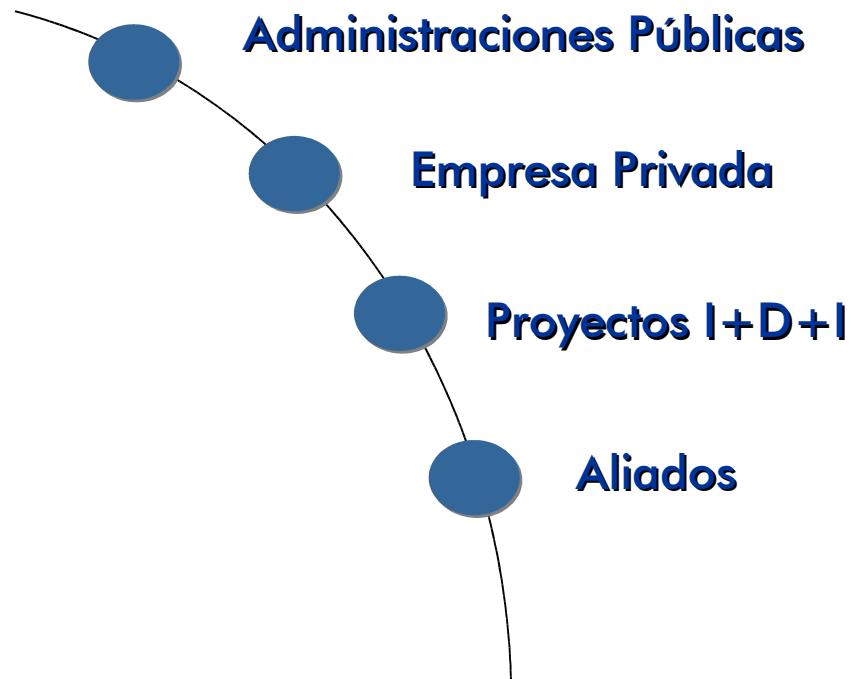 Administraciones Públicas
Empresa Privada
Proyectos I+D+I
Aliados